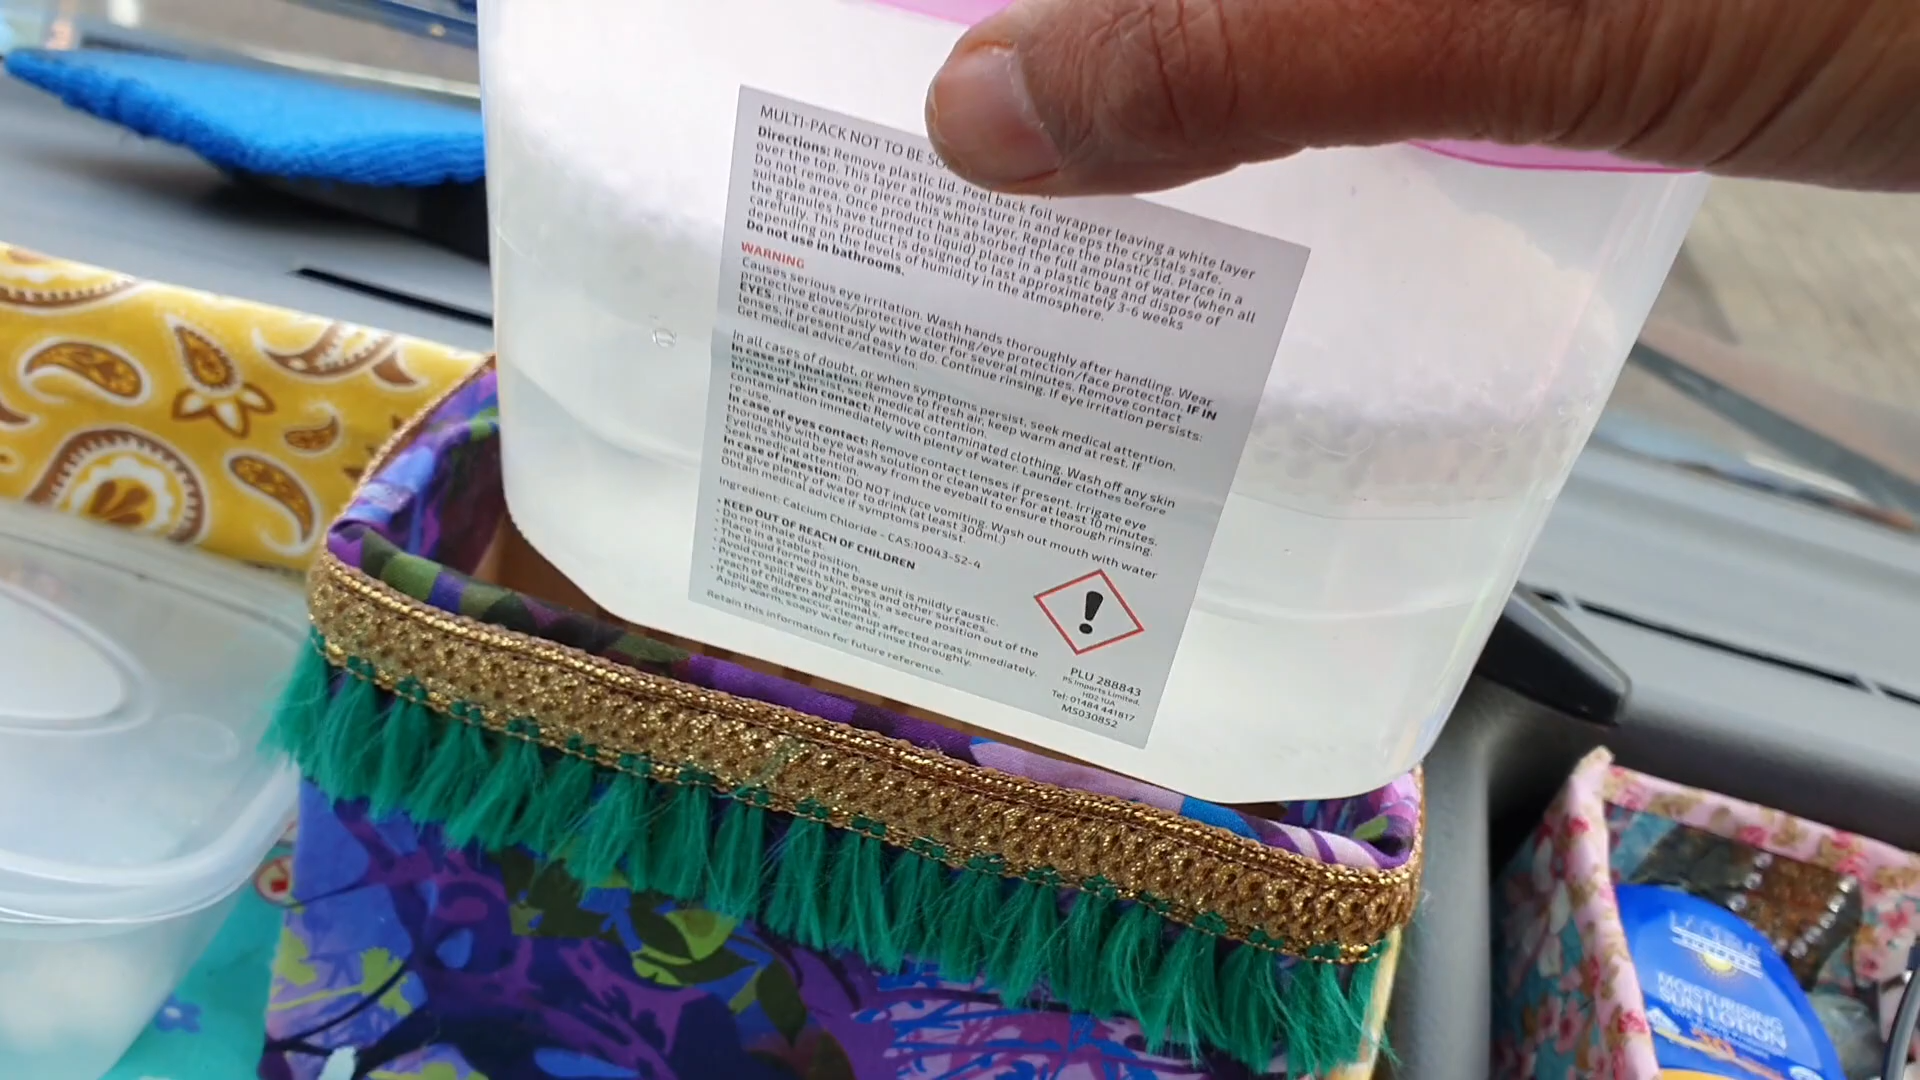 MULTI-PACK NOT TO BE SO
Directions: Remove plastic lid. Peel back foil wrapper leaving a white layer
over the top. This layer allows moisture in and keeps the crystals safe.
Do not remove or pierce this white layer. Replace the plastic lid. Place in a
suitable area. Once product has absorbed the full amount of water (when all
the granules have turned to liquid) place in a plastic bag and dispose of
carefully. This product is designed to last approximately 3-6 weeks
depending on the levels of humidity in the atmosphere.
Do not use in bathrooms.
WARNING
Causes serious eye irritation. Wash hands thoroughly after handling. Wear
protective gloves/protective clothing/eye protection/face protection. IF IN
EYES: rinse cautiously with water for several minutes. Remove contact
lenses, if present and easy to do. Continue rinsing. If eye irritation persists:
Get medical advice/attention.
In all cases of doubt, or when symptoms persist, seek medical attention.
In case of inhalation: Remove to fresh air, keep warm and at rest. If
symptoms persist, seek medical attention.
In case of skin contact: Remove contaminated clothing. Wash off any skin
contamination immediately with plenty of water. Launder clothes before
re-use.
In case of eyes contact: Remove contact lenses if present. Irrigate eye
thoroughly with eye wash solution or clean water for at least 10 minutes.
Eyelids should be held away from the eyeball to ensure thorough rinsing.
Seek medical attention.
In case of ingestion: DO NOT induce vomiting. Wash out mouth with water
and give plenty of water to drink (at least 300ml.)
Obtain medical advice if symptoms persist.
Ingredient: Calcium Chloride - CAS:10043-52-4
• KEEP OUT OF REACH OF CHILDREN
• Do not inhale dust.
• Place in a stable position.
• The liquid formed in the base unit is mildly caustic.
• Avoid contact with skin, eyes and other surfaces.
• Prevent spillages by placing in a secure position out of the
reach of children and animals.
• If spillage does occur, clean up affected areas immediately.
Apply warm, soapy water and rinse thoroughly.
Retain this information for future reference.
PLU 288843
PS Imports Limited.
HD2 1UA
Tel: 01484 441817
MS030852
MOISTURISING
SUN LOTION
30